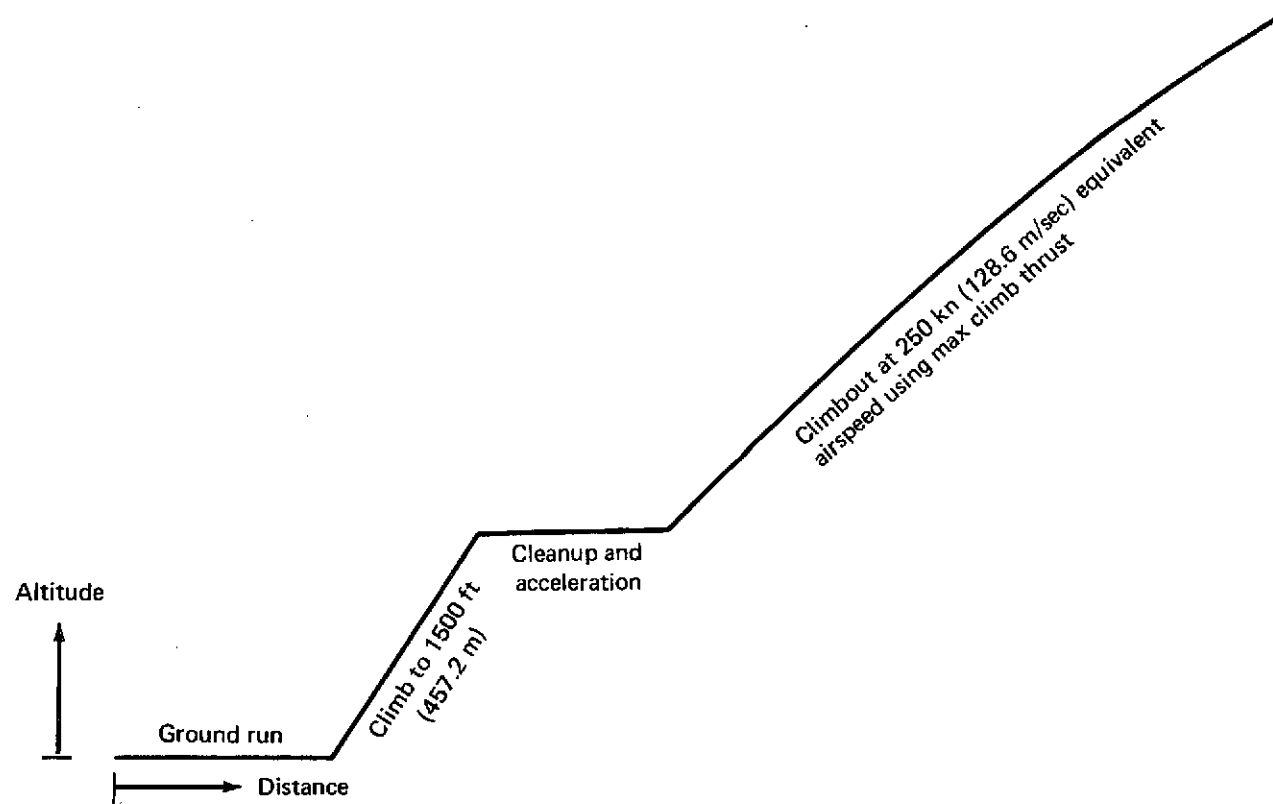 Climbout at 250 kn (128.6 m/sec) equivalent
airspeed using max climb thrust
Cleanup and
acceleration
Altitude
Climb to 1500 ft
(457.2 m)
Ground run
Distance